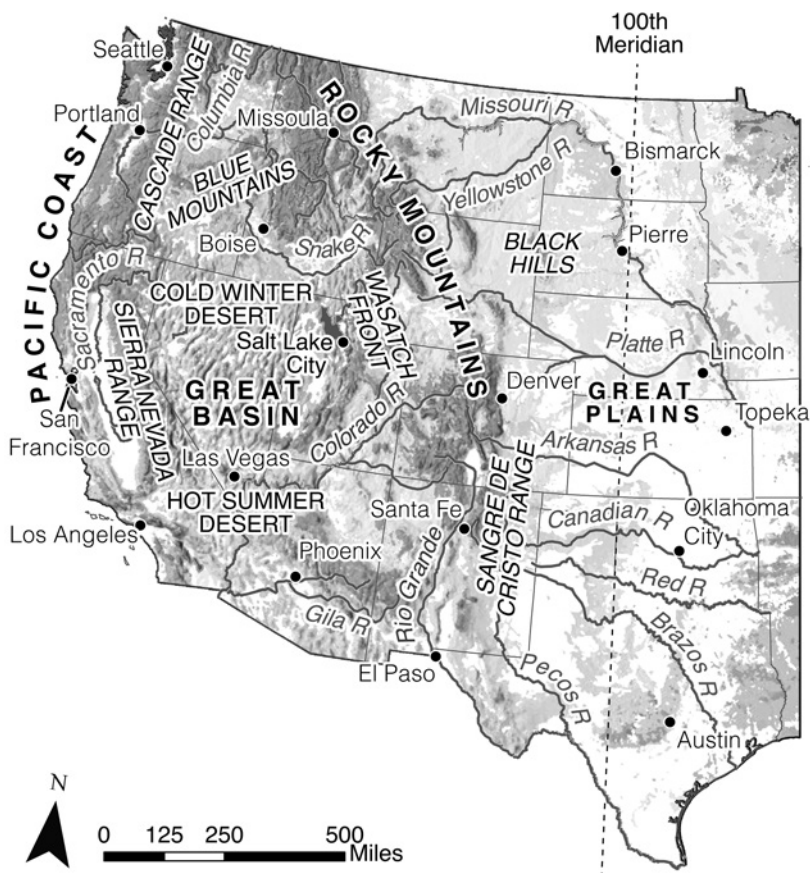 100th
Meridian
Seattle
Portland
CASCADE RANGE
Columbia R
Missoula
ROCKY MOUNTAINS
Missouri R
Yellowstone R
Bismarck
PACIFIC COAST
BLUE
MOUNTAINS
Boise
Snake R
BLACK
HILLS
Pierre
Sacramento R
COLD WINTER
DESERT
WASATCH
FRONT
SIERRA NEVADA
RANGE
Salt Lake
City
Platte R
Lincoln
GREAT
BASIN
Denver
GREAT
PLAINS
San
Francisco
Colorado R
Topeka
Las Vegas
Arkansas R
HOT SUMMER
DESERT
Santa Fe
SANGRE DE
CRISTO RANGE
Canadian R
Oklahoma
City
Los Angeles
Phoenix
Rio Grande
Red R
Gila R
Brazos R
El Paso
Pecos R
Austin
N
0 125 250 500
Miles